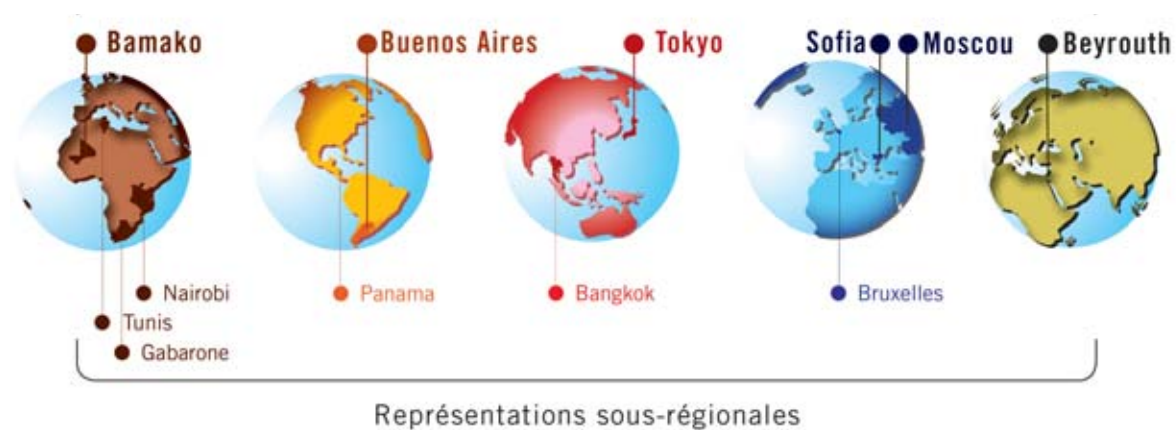 Bamako
Buenos Aires
Tokyo
Sofia
Moscou
Beyrouth
Nairobi
Tunis
Gabarone
Panama
Bangkok
Bruxelles
Représentations sous-régionales